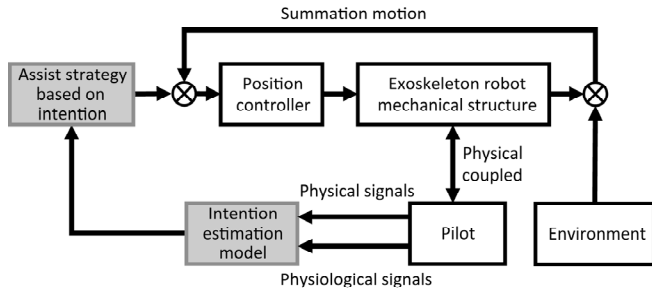 Summation motion
Assist strategy
based on
intention
Position
controller
Exoskeleton robot
mechanical structure
Physical
coupled
Physical signals
Intention
estimation
model
Pilot
Environment
Physiological signals